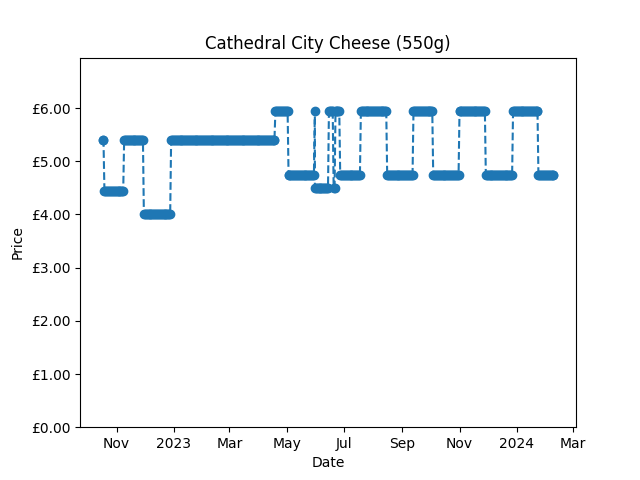 Cathedral City Cheese (550g)
£6.00
£5.00
£4.00
£3.00
£2.00
£1.00
£0.00
Price
Nov 2023 Mar May Jul Sep Nov 2024 Mar
Date